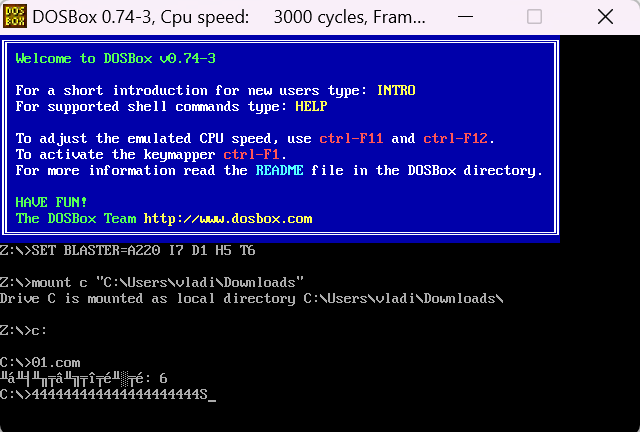 DOSBox 0.74-3, Cpu speed: 3000 cycles, Fram...
Welcome to DOSBox v0.74-3
For a short introduction for new users type: INTRO
For supported shell commands type: HELP
To adjust the emulated CPU speed, use ctrl-F11 and ctrl-F12.
To activate the keymapper ctrl-F1.
For more information read the README file in the DOSBox directory.
HAVE FUN!
The DOSBox Team http://www.dosbox.com
Z:\>SET BLASTER=A220 I7 D1 H5 T6
Z:\>mount c "C:\Users\vladi\Downloads"
Drive C is mounted as local directory C:\Users\vladi\Downloads\
Z:\>c:
C:\>01.com
: 6
C:\>444444444444444444444S_